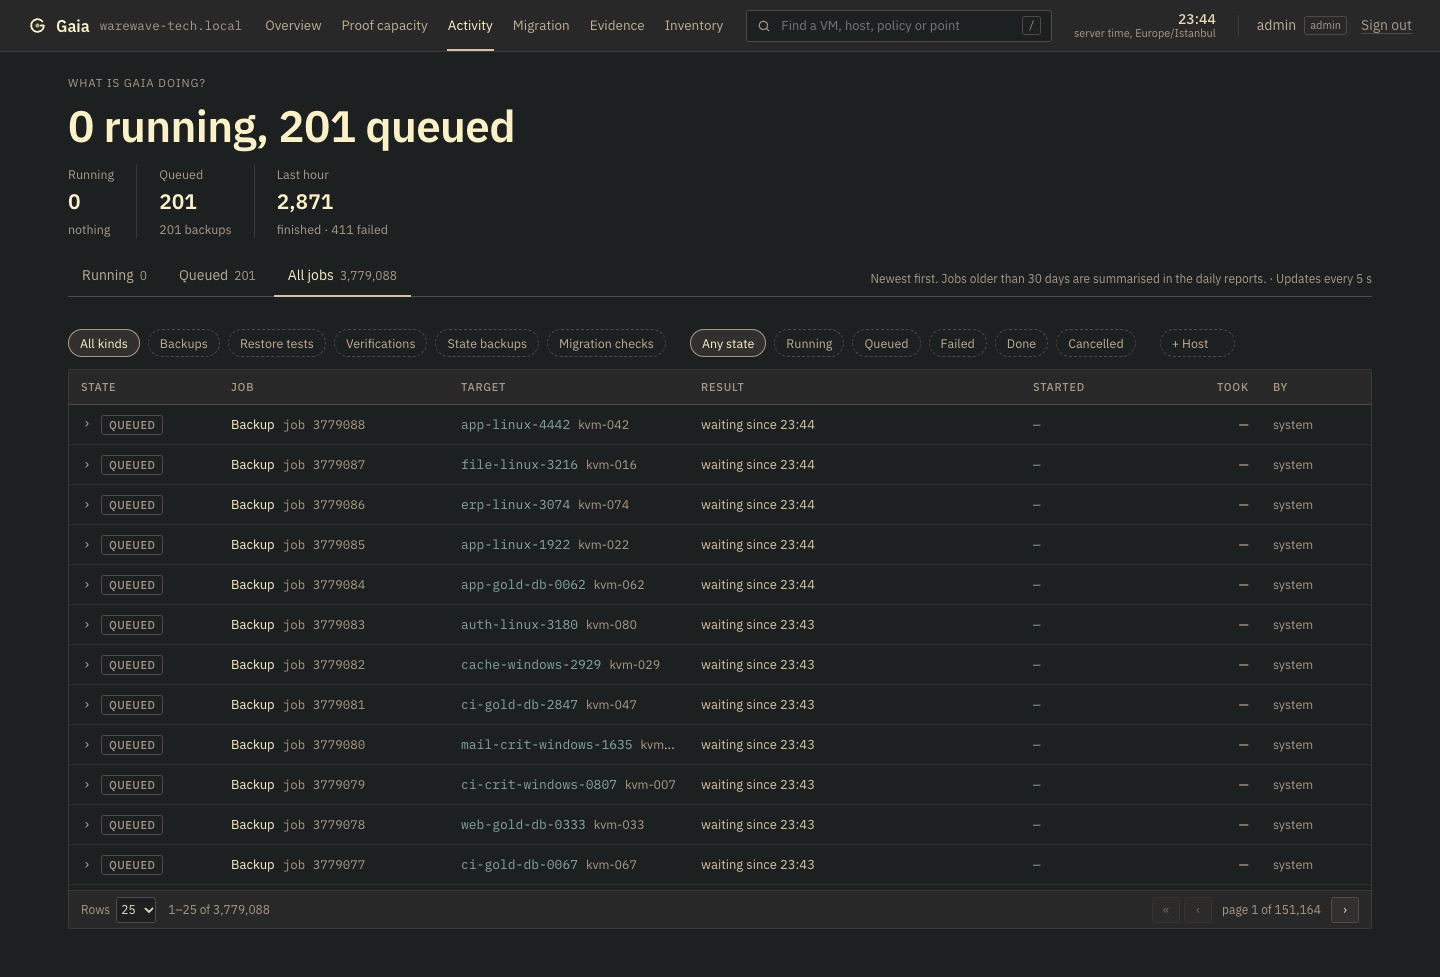 Gaia warewave-tech.local Overview Proof capacity Activity Migration Evidence Inventory Find a VM, host, policy or point / 23:44 admin admin Sign out
server time, Europe/Istanbul
WHAT IS GAIA DOING?
0 running, 201 queued
Running Queued Last hour
0 201 2,871
nothing 201 backups finished · 411 failed
Running 0 Queued 201 All jobs 3,779,088 Newest first. Jobs older than 30 days are summarised in the daily reports. · Updates every 5 s
All kinds Backups Restore tests Verifications State backups Migration checks Any state Running Queued Failed Done Cancelled + Host
STATE JOB TARGET RESULT STARTED TOOK BY
› QUEUED Backup job 3779088 app-linux-4442 kvm-042 waiting since 23:44 — — system
› QUEUED Backup job 3779087 file-linux-3216 kvm-016 waiting since 23:44 — — system
› QUEUED Backup job 3779086 erp-linux-3074 kvm-074 waiting since 23:44 — — system
› QUEUED Backup job 3779085 app-linux-1922 kvm-022 waiting since 23:44 — — system
› QUEUED Backup job 3779084 app-gold-db-0062 kvm-062 waiting since 23:44 — — system
› QUEUED Backup job 3779083 auth-linux-3180 kvm-080 waiting since 23:43 — — system
› QUEUED Backup job 3779082 cache-windows-2929 kvm-029 waiting since 23:43 — — system
› QUEUED Backup job 3779081 ci-gold-db-2847 kvm-047 waiting since 23:43 — — system
› QUEUED Backup job 3779080 mail-crit-windows-1635 kvm... waiting since 23:43 — — system
› QUEUED Backup job 3779079 ci-crit-windows-0807 kvm-007 waiting since 23:43 — — system
› QUEUED Backup job 3779078 web-gold-db-0333 kvm-033 waiting since 23:43 — — system
› QUEUED Backup job 3779077 ci-gold-db-0067 kvm-067 waiting since 23:43 — — system
Rows 25 1–25 of 3,779,088 « ‹ page 1 of 151,164 ›